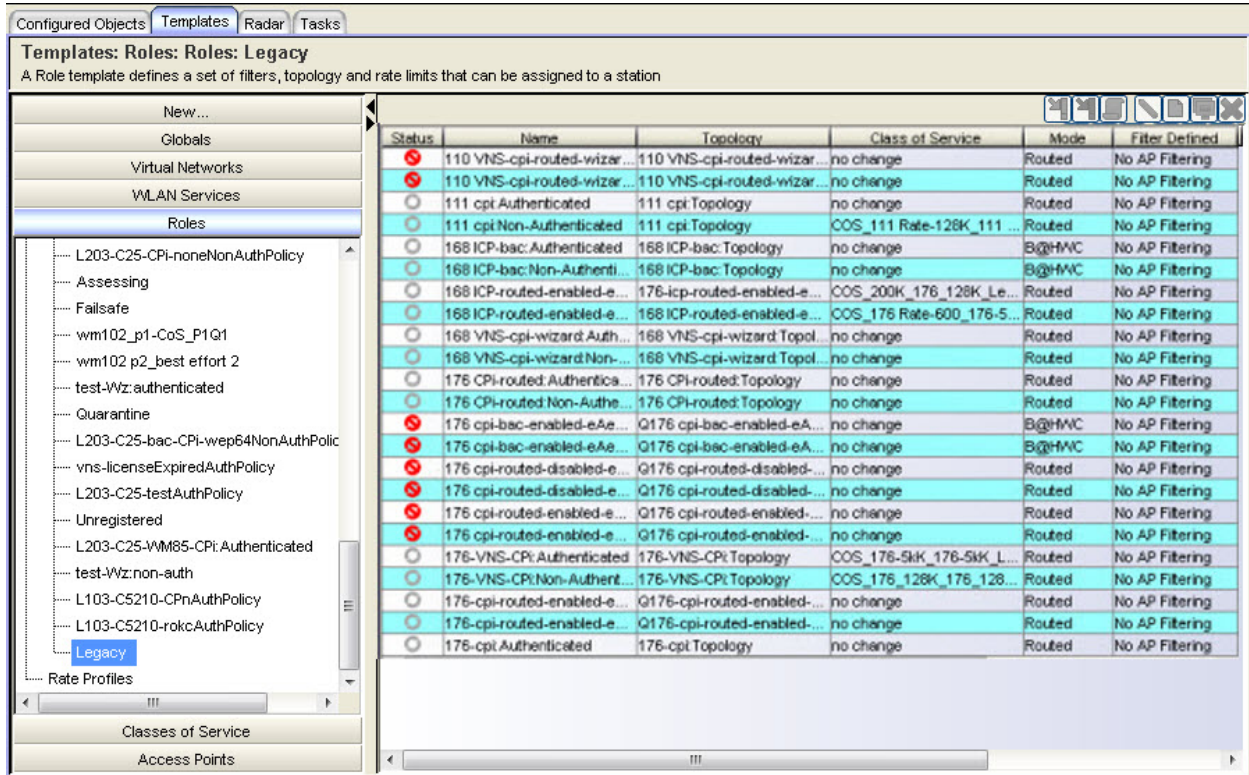 Configured Objects Templates Radar Tasks
Templates: Roles: Roles: Legacy
A Role template defines a set of filters, topology and rate limits that can be assigned to a station
New...
Globals
Virtual Networks
WLAN Services
Roles
L203-C25-CPi-noneNonAuthPolicy
Assessing
Failsafe
wm102_p1-CoS_P1Q1
wm102 p2_best effort 2
test-Wz:authenticated
Quarantine
L203-C25-bac-CPi-wep64NonAuthPolic
vns-licenseExpiredAuthPolicy
L203-C25-testAuthPolicy
Unregistered
L203-C25-WM85-CPi:Authenticated
test-Wz:non-auth
L103-C5210-CPnAuthPolicy
L103-C5210-rokcAuthPolicy
Legacy
Rate Profiles
Classes of Service
Access Points
Status Name Topology Class of Service Mode Filter Defined
110 VNS-cpi-routed-wizar... 110 VNS-cpi-routed-wizar... no change Routed No AP Filtering
110 VNS-cpi-routed-wizar... 110 VNS-cpi-routed-wizar... no change Routed No AP Filtering
111 cpi:Authenticated 111 cpi:Topology no change Routed No AP Filtering
111 cpi:Non-Authenticated 111 cpi:Topology COS_111 Rate-128K_111 ... Routed No AP Filtering
168 ICP-bac:Authenticated 168 ICP-bac:Topology no change B@HWC No AP Filtering
168 ICP-bac:Non-Authenti... 168 ICP-bac:Topology no change B@HWC No AP Filtering
168 ICP-routed-enabled-e... 176-icp-routed-enabled-e... COS_200K_176_128K_Le... Routed No AP Filtering
168 ICP-routed-enabled-e... 168 ICP-routed-enabled-e... COS_176 Rate-600_176-5... Routed No AP Filtering
168 VNS-cpi-wizard:Auth... 168 VNS-cpi-wizard:Topol... no change Routed No AP Filtering
168 VNS-cpi-wizard:Non-... 168 VNS-cpi-wizard:Topol... no change Routed No AP Filtering
176 CPi-routed:Authentica... 176 CPi-routed:Topology no change Routed No AP Filtering
176 CPi-routed:Non-Authe... 176 CPi-routed:Topology no change Routed No AP Filtering
176 cpi-bac-enabled-eAe... Q176 cpi-bac-enabled-eA... no change B@HWC No AP Filtering
176 cpi-bac-enabled-eAe... Q176 cpi-bac-enabled-eA... no change B@HWC No AP Filtering
176 cpi-routed-disabled-e... Q176 cpi-routed-disabled-... no change Routed No AP Filtering
176 cpi-routed-disabled-e... Q176 cpi-routed-disabled-... no change Routed No AP Filtering
176 cpi-routed-enabled-e... Q176 cpi-routed-enabled-... no change Routed No AP Filtering
176 cpi-routed-enabled-e... Q176 cpi-routed-enabled-... no change Routed No AP Filtering
176-VNS-CPi:Authenticated 176-VNS-CPi:Topology COS_176-5kK_176-5kK_L... Routed No AP Filtering
176-VNS-CPi:Non-Authent... 176-VNS-CPi:Topology COS_176_128K_176_128... Routed No AP Filtering
176-cpi-routed-enabled-e... Q176-cpi-routed-enabled-... no change Routed No AP Filtering
176-cpi-routed-enabled-e... Q176-cpi-routed-enabled-... no change Routed No AP Filtering
176-cpi:Authenticated 176-cpi:Topology no change Routed No AP Filtering